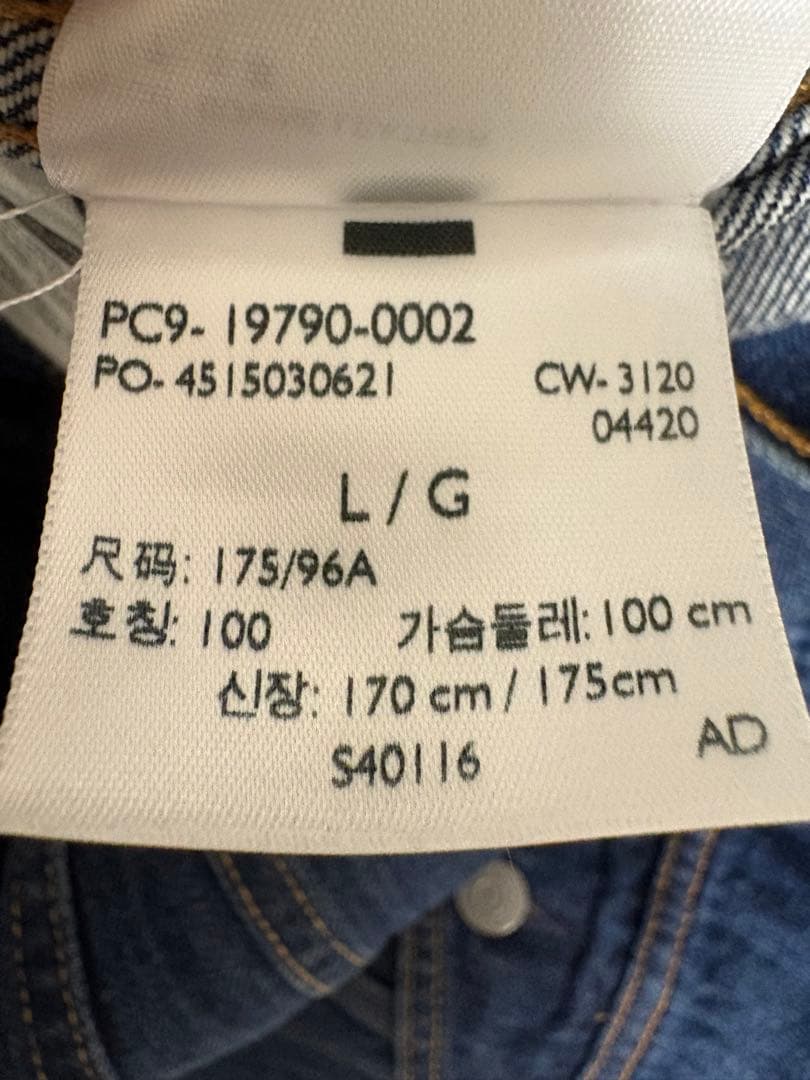 PC9- 19790-0002
PO- 4515030621 CW- 3120
04420
L / G
尺码: 175/96A
호칭: 100 가슴둘레: 100 cm
신장: 170 cm / 175cm
S40116 AD